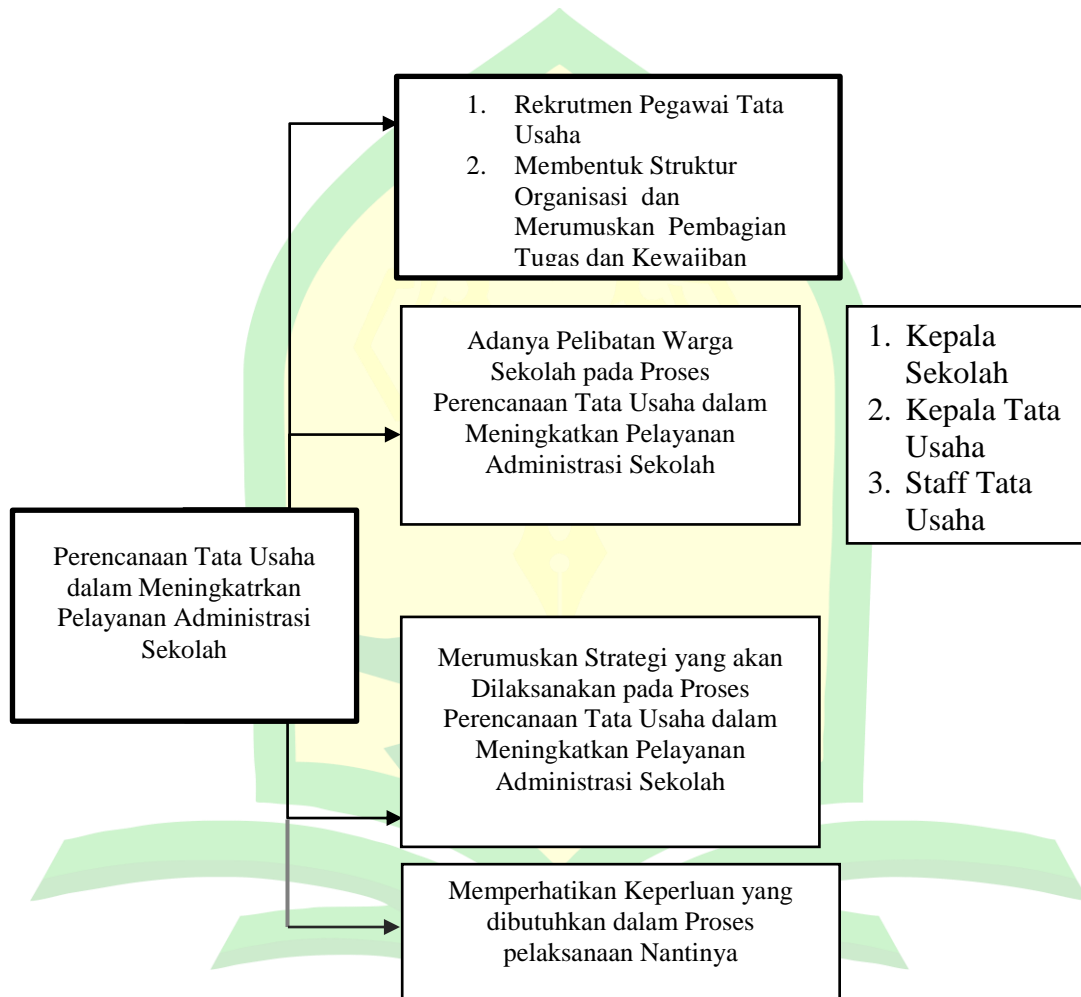 1. Rekrutmen Pegawai Tata
Usaha
2. Membentuk Struktur
Organisasi dan
Merumuskan Pembagian
Tugas dan Kewajiban
Adanya Pelibatan Warga
Sekolah pada Proses
Perencanaan Tata Usaha dalam
Meningkatkan Pelayanan
Administrasi Sekolah
1. Kepala
Sekolah
2. Kepala Tata
Usaha
3. Staff Tata
Usaha
Perencanaan Tata Usaha
dalam Meningkatrkan
Pelayanan Administrasi
Sekolah
Merumuskan Strategi yang akan
Dilaksanakan pada Proses
Perencanaan Tata Usaha dalam
Meningkatkan Pelayanan
Administrasi Sekolah
Memperhatikan Keperluan yang
dibutuhkan dalam Proses
pelaksanaan Nantinya